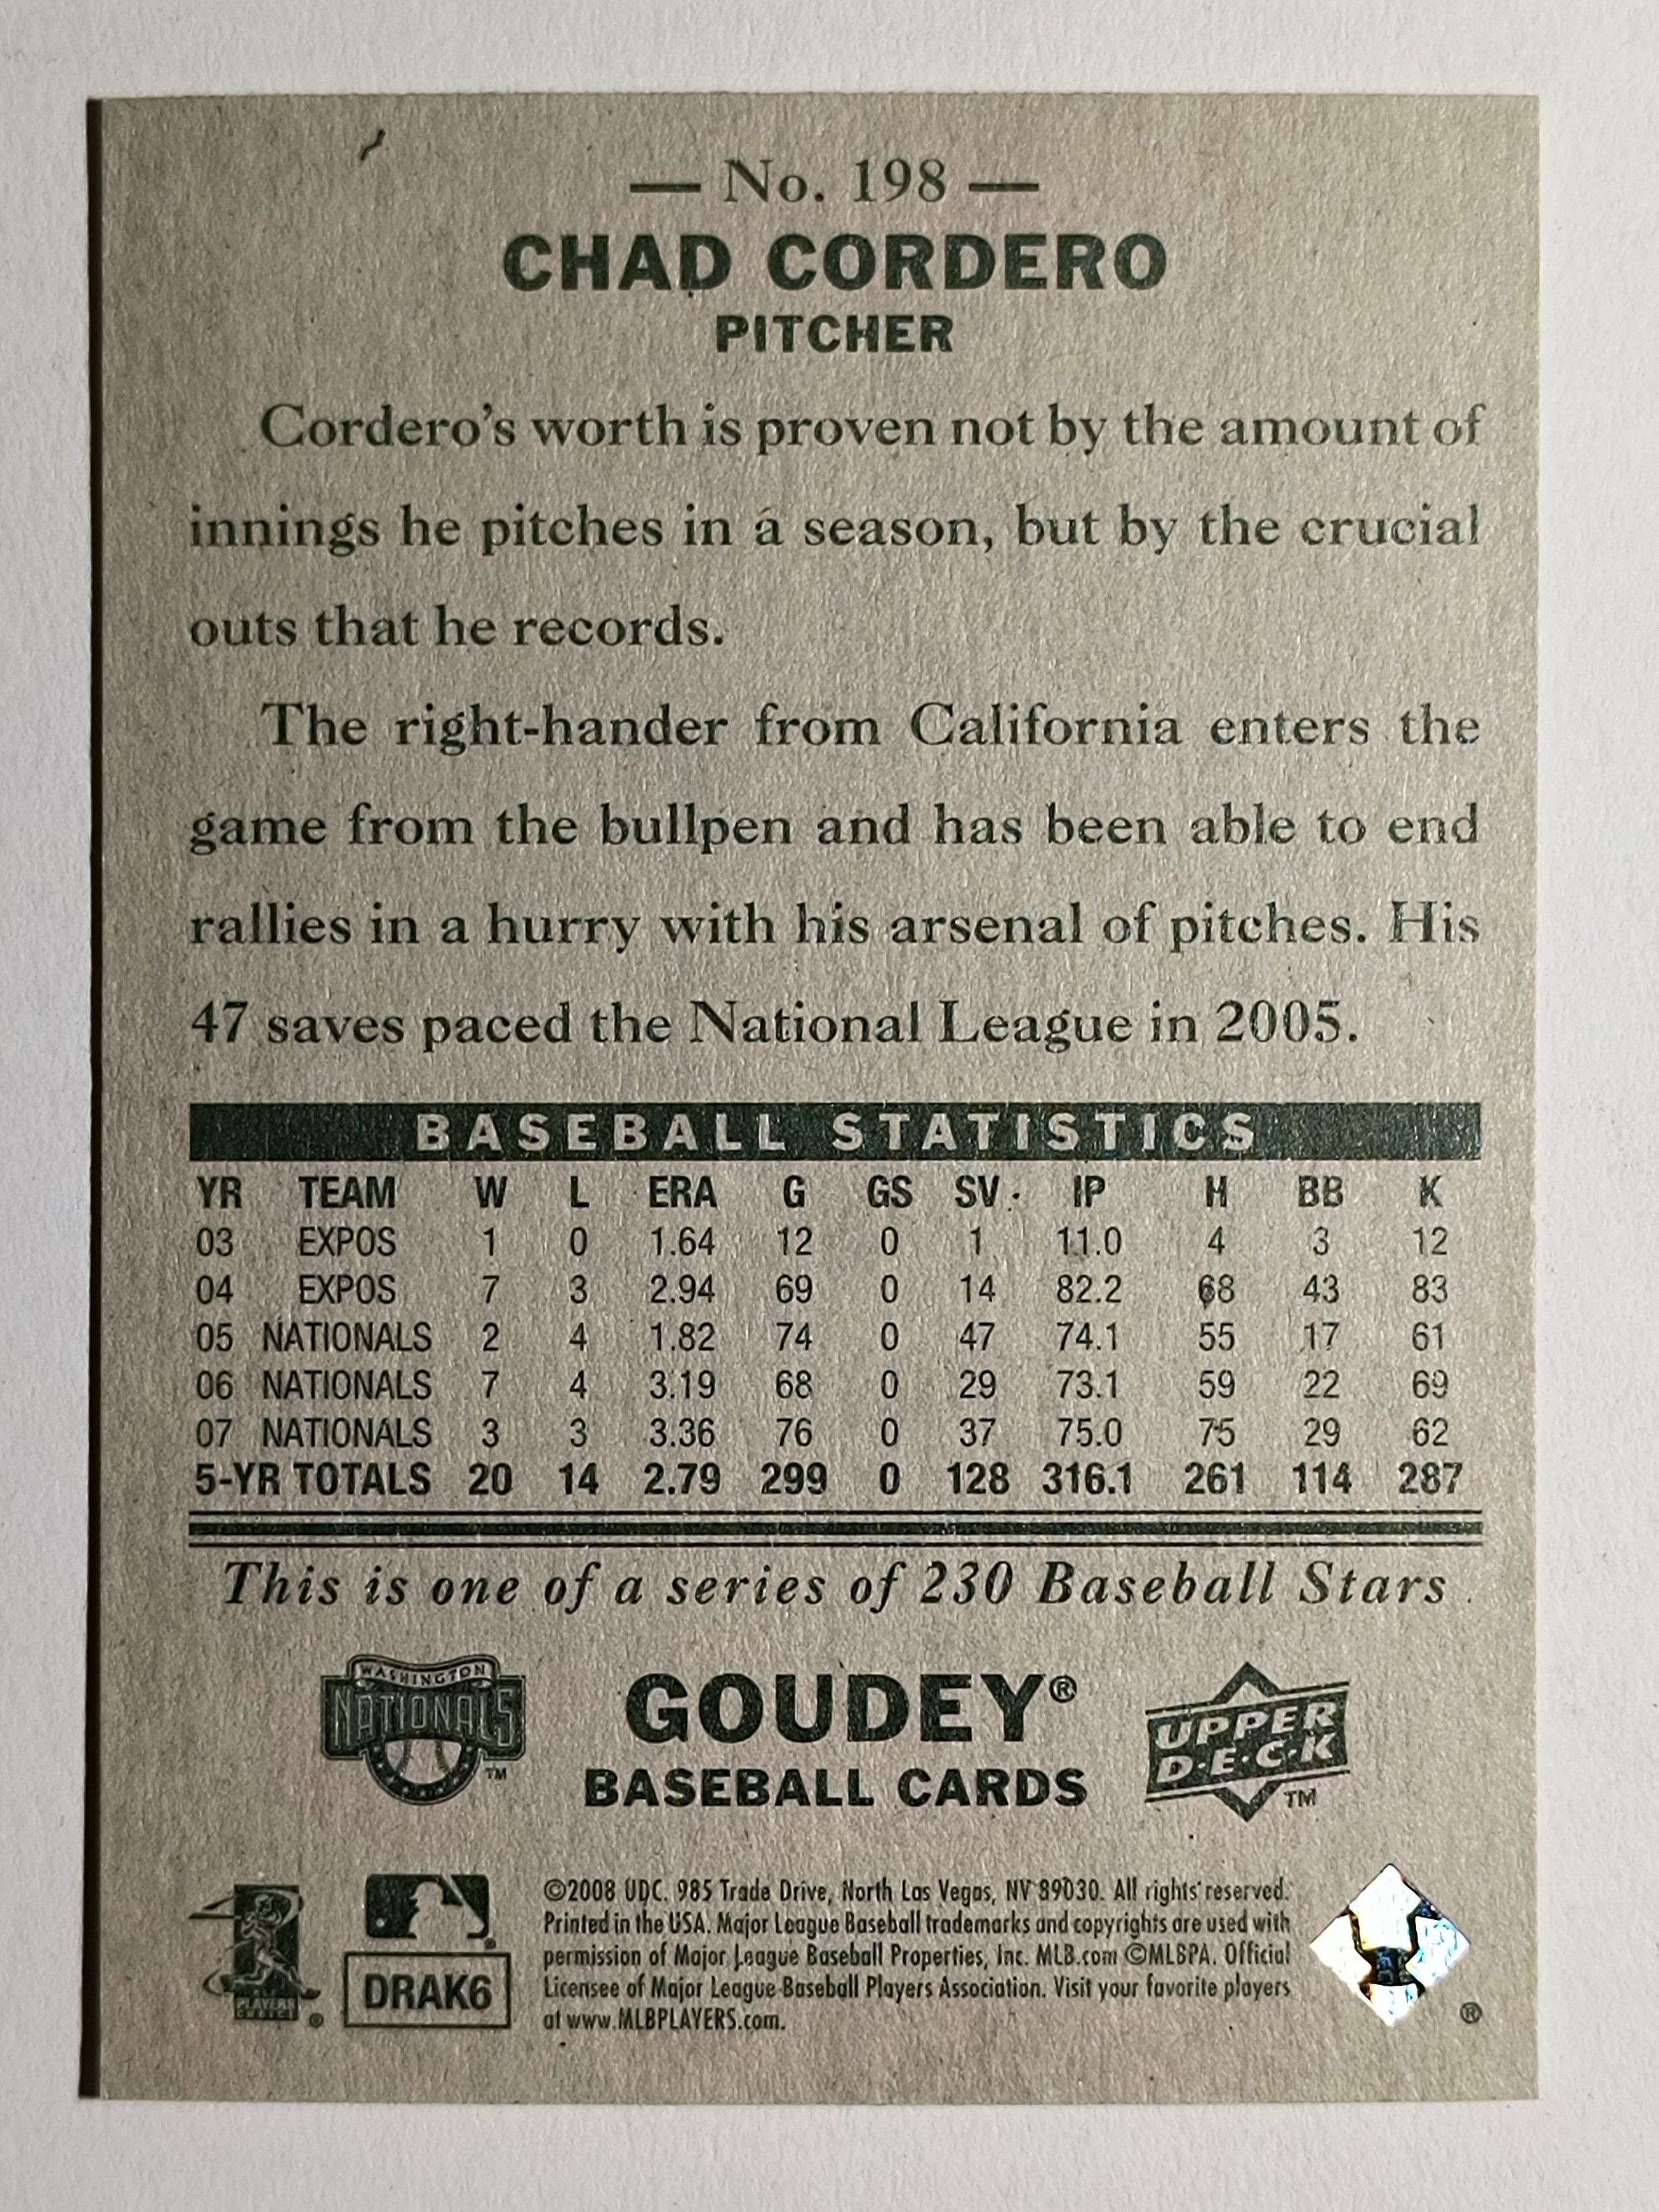 — No. 198 —
CHAD CORDERO
PITCHER
Cordero's worth is proven not by the amount of
innings he pitches in a season, but by the crucial
outs that he records.
The right-hander from California enters the
game from the bullpen and has been able to end
rallies in a hurry with his arsenal of pitches. His
47 saves paced the National League in 2005.
BASEBALL STATISTICS
YR TEAM W L ERA G GS SV IP H BB K
03 EXPOS 1 0 1.64 12 0 1 11.0 4 3 12
04 EXPOS 7 3 2.94 69 0 14 82.2 68 43 83
05 NATIONALS 2 4 1.82 74 0 47 74.1 55 17 61
06 NATIONALS 7 4 3.19 68 0 29 73.1 59 22 69
07 NATIONALS 3 3 3.36 76 0 37 75.0 75 29 62
5-YR TOTALS 20 14 2.79 299 0 128 316.1 261 114 287
This is one of a series of 230 Baseball Stars
WASHINGTON
NATIONALS™
GOUDEY®
BASEBALL CARDS
UPPER
D·E·C·K
™
PLAYERS
CHOICE
®
®
DRAK6
©2008 UDC. 985 Trade Drive, North Las Vegas, NV 89030. All rights reserved.
Printed in the USA. Major League Baseball trademarks and copyrights are used with
permission of Major League Baseball Properties, Inc. MLB.com ©MLBPA. Official
Licensee of Major League Baseball Players Association. Visit your favorite players
at www.MLBPLAYERS.com.
®